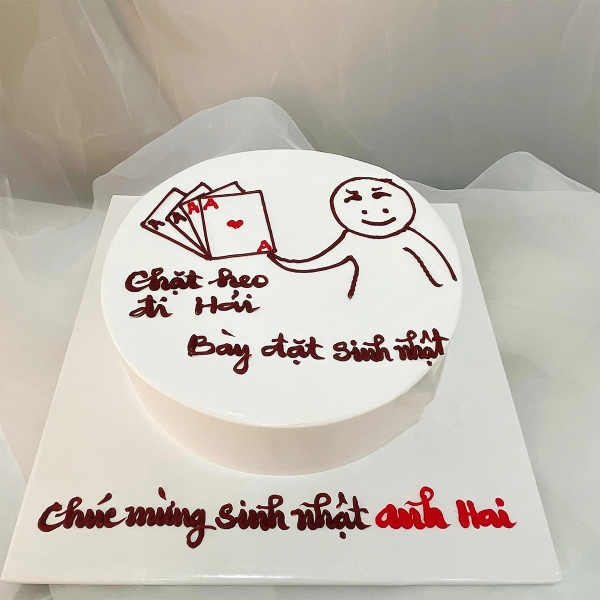 A A A A
A
Chặt heo
đi Hải
Bày đặt sinh nhật
Chúc mừng sinh nhật anh Hai